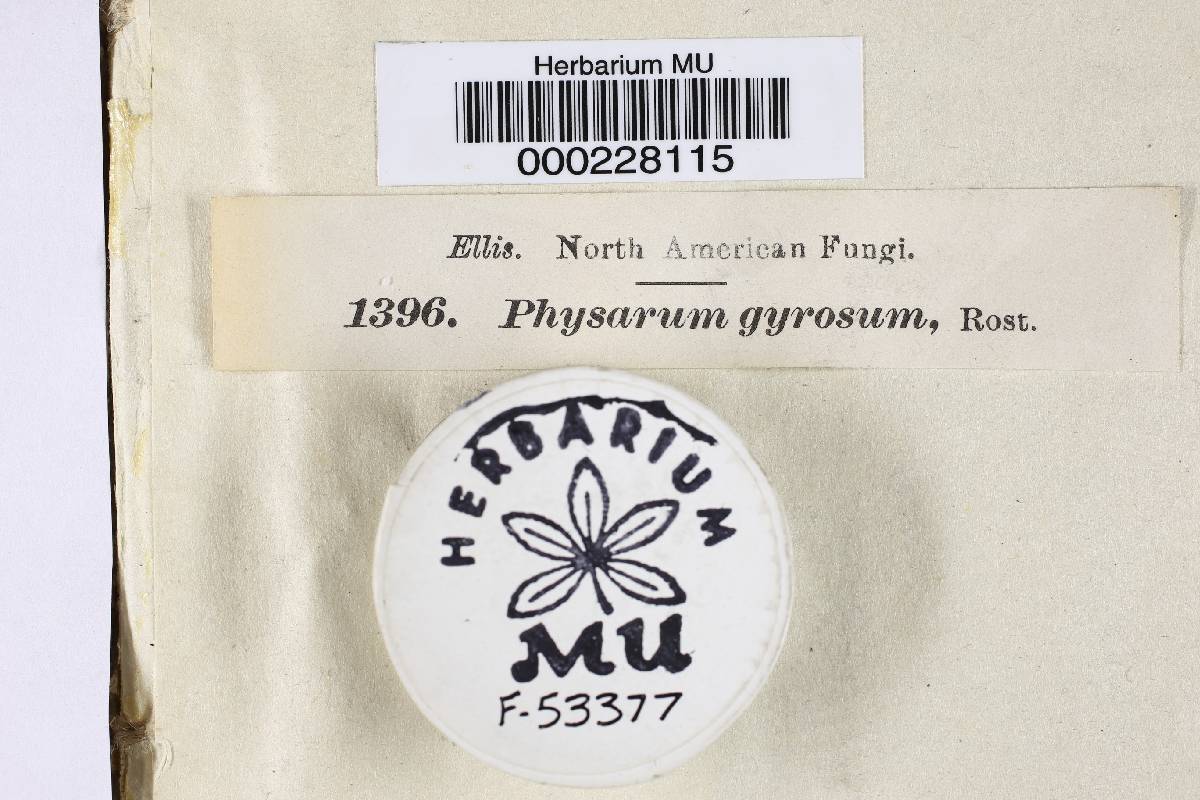 Herbarium MU
000228115
Ellis. North American Fungi.
1396. Physarum gyrosum, Rost.
HERBARIUM
MU
F-53377